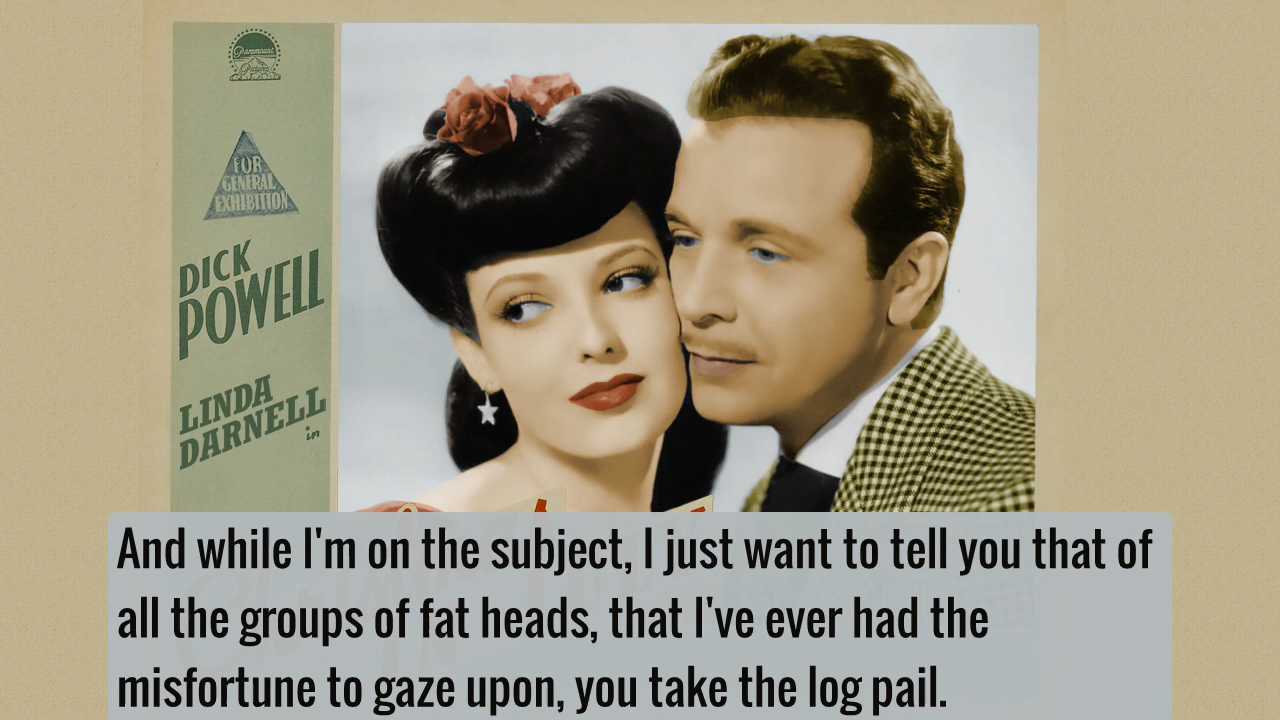 Paramount
Pictures
FOR
GENERAL
EXHIBITION
DICK
POWELL
LINDA
DARNELL
in
And while I'm on the subject, I just want to tell you that of
all the groups of fat heads, that I've ever had the
misfortune to gaze upon, you take the log pail.